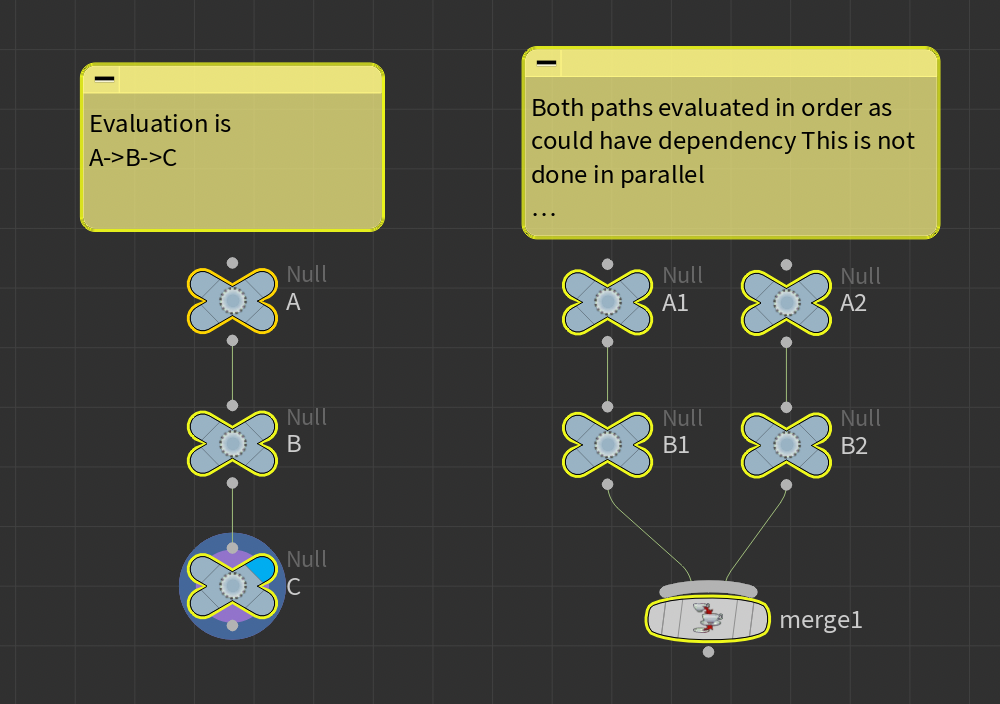 Evaluation is
A->B->C
Both paths evaluated in order as
could have dependency This is not
done in parallel
...
Null
A
Null
A1
Null
A2
Null
B
Null
B1
Null
B2
Null
C
merge1